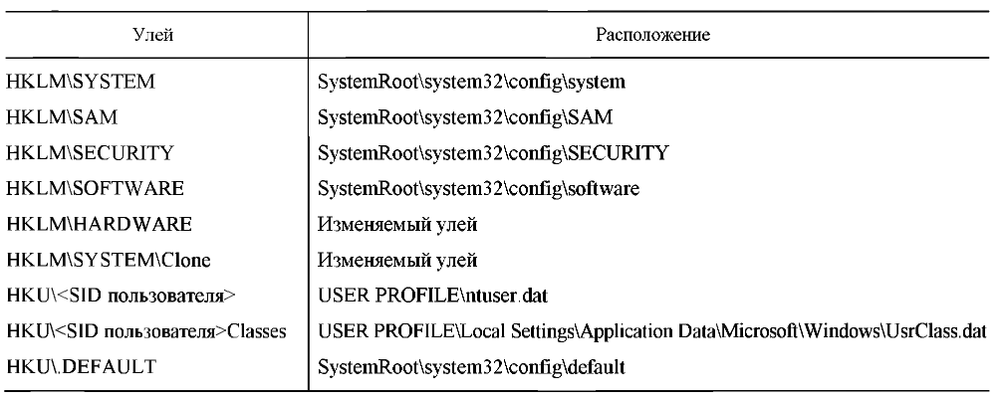 Улей Расположение
HKLM\SYSTEM SystemRoot\system32\config\system
HKLM\SAM SystemRoot\system32\config\SAM
HKLM\SECURITY SystemRoot\system32\config\SECURITY
HKLM\SOFTWARE SystemRoot\system32\config\software
HKLM\HARDWARE Изменяемый улей
HKLM\SYSTEM\Clone Изменяемый улей
HKU\<SID пользователя> USER PROFILE\ntuser.dat
HKU\<SID пользователя>Classes USER PROFILE\Local Settings\Application Data\Microsoft\Windows\UsrClass.dat
HKU\.DEFAULT SystemRoot\system32\config\default